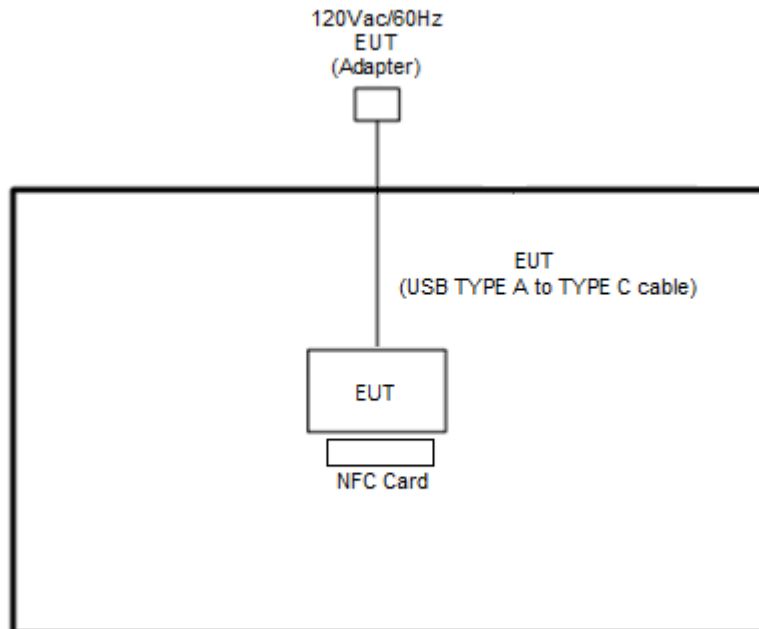 120Vac/60Hz
EUT
(Adapter)
EUT
(USB TYPE A to TYPE C cable)
EUT
NFC Card